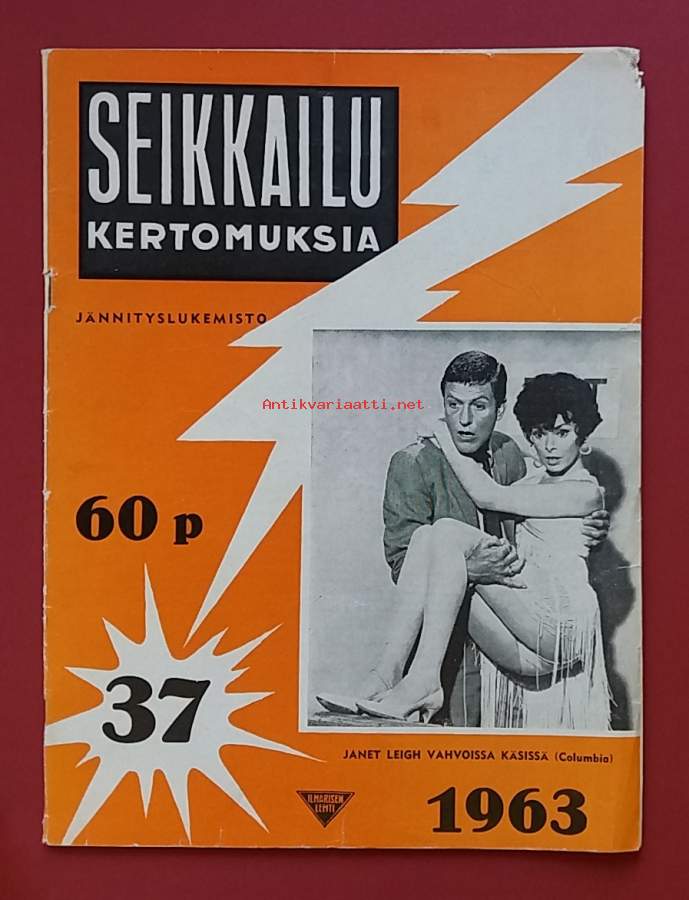 SEIKKAILU
KERTOMUKSIA
JÄNNITYSLUKEMISTO
Antikvariaatti.net
60 p
37
JANET LEIGH VAHVOISSA KÄSISSÄ (Columbia)
ILMARISEN
LEHTI
1963